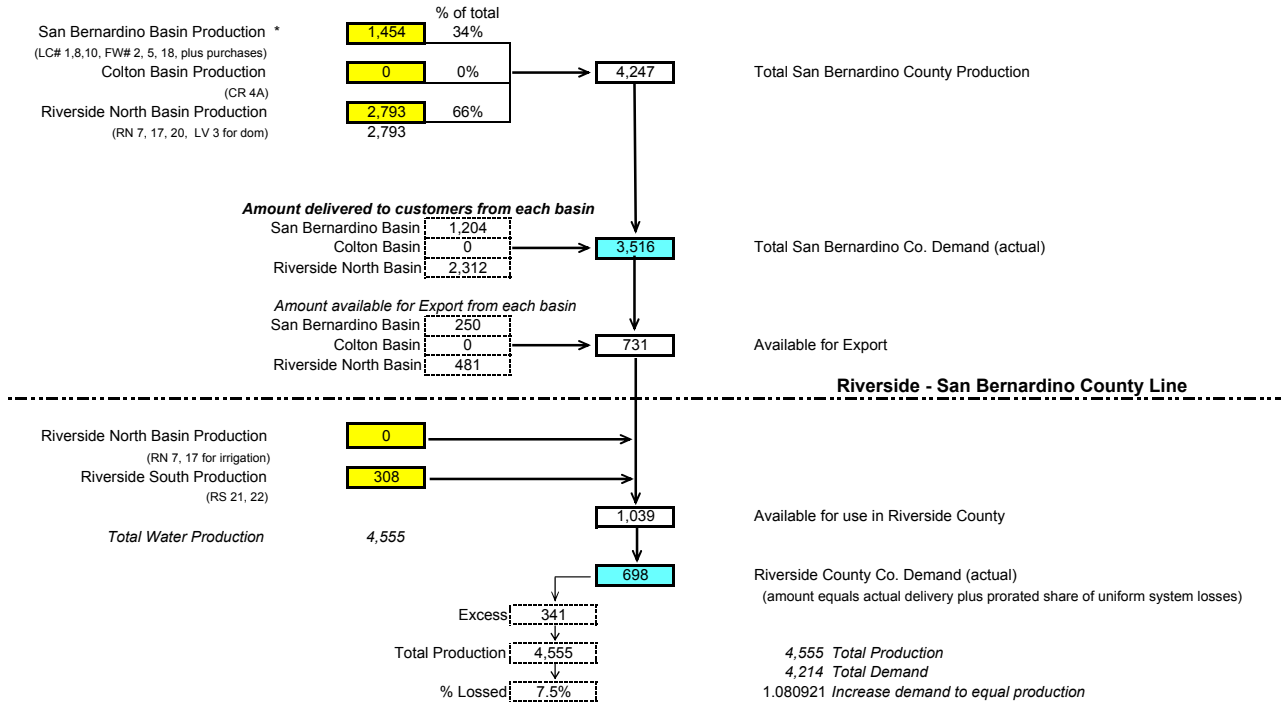 % of total
San Bernardino Basin Production * 1,454 34%
(LC# 1,8,10, FW# 2, 5, 18, plus purchases)
Colton Basin Production 0 0% 4,247 Total San Bernardino County Production
(CR 4A)
Riverside North Basin Production 2,793 66%
(RN 7, 17, 20, LV 3 for dom) 2,793
Amount delivered to customers from each basin
San Bernardino Basin 1,204
Colton Basin 0 3,516 Total San Bernardino Co. Demand (actual)
Riverside North Basin 2,312
Amount available for Export from each basin
San Bernardino Basin 250
Colton Basin 0 731 Available for Export
Riverside North Basin 481
Riverside - San Bernardino County Line
Riverside North Basin Production 0
(RN 7, 17 for irrigation)
Riverside South Production 308
(RS 21, 22)
1,039 Available for use in Riverside County
Total Water Production 4,555
698 Riverside County Co. Demand (actual)
(amount equals actual delivery plus prorated share of uniform system losses)
Excess 341
Total Production 4,555 4,555 Total Production
4,214 Total Demand
% Lossed 7.5% 1.080921 Increase demand to equal production